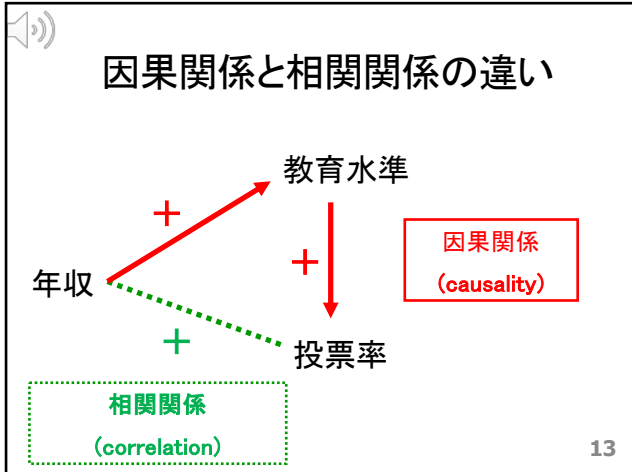 因果関係と相関関係の違い
教育水準
+
因果関係
(causality)
+
年収
+
投票率
相関関係
(correlation)
13